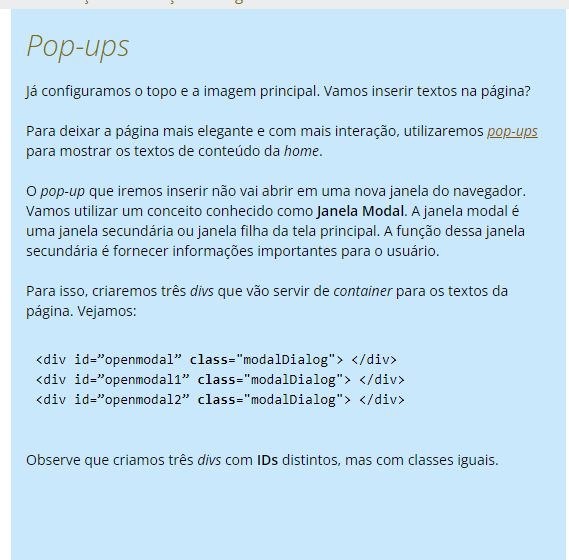 Pop-ups
Já configuramos o topo e a imagem principal. Vamos inserir textos na página?
Para deixar a página mais elegante e com mais interação, utilizaremos pop-ups
para mostrar os textos de conteúdo da home.
O pop-up que iremos inserir não vai abrir em uma nova janela do navegador.
Vamos utilizar um conceito conhecido como Janela Modal. A janela modal é
uma janela secundária ou janela filha da tela principal. A função dessa janela
secundária é fornecer informações importantes para o usuário.
Para isso, criaremos três divs que vão servir de container para os textos da
página. Vejamos:
<div id=”openmodal” class="modalDialog"> </div>
<div id=”openmodal1” class="modalDialog"> </div>
<div id=”openmodal2” class="modalDialog"> </div>
Observe que criamos três divs com IDs distintos, mas com classes iguais.